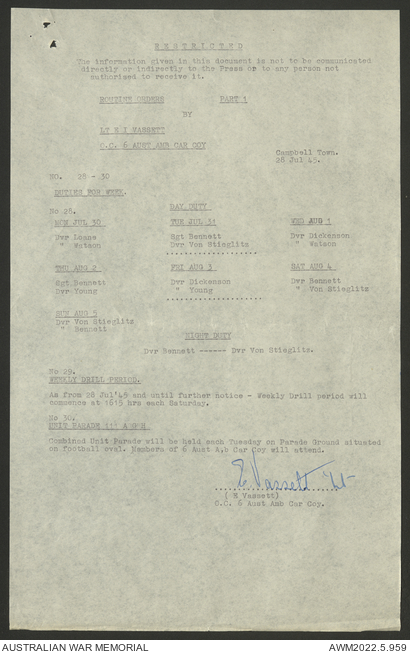 RESTRICTED
The information given in this document is not to be communicated
directly or indirectly to the Press or to any person not
authorised to receive it.
ROUTINE ORDERS PART 1
BY
LT E I VASSETT
O.C. 6 AUST AMB CAR COY
Campbell Town.
28 Jul 45.
NO. 28 - 30
DUTIES FOR WEEK.
No 28. DAY DUTY
MON JUL 30 TUE JUL 31 WED AUG 1
Dvr Loane Sgt Bennett Dvr Dickenson
" Watson Dvr Von Stieglitz " Watson
THU AUG 2 FRI AUG 3 SAT AUG 4
Sgt Bennett Dvr Dickenson Dvr Bennett
Dvr Young " Young " Von Stieglitz
SUN AUG 5
Dvr Von Stieglitz
" Bennett
NIGHT DUTY
Dvr Bennett ------ Dvr Von Stieglitz.
No 29.
WEEKLY DRILL PERIOD.
As from 28 Jul'45 and until further notice - Weekly Drill period will
commence at 1615 hrs each Saturday.
No 30.
UNIT PARADE 111 A G H
Combined Unit Parade will be held each Tuesday on Parade Ground situated
on football oval. Members of 6 Aust A,b Car Coy will attend.
E Vassett Lt
( E Vassett)
O.C. 6 Aust Amb Car Coy.
AUSTRALIAN WAR MEMORIAL AWM2022.5.959